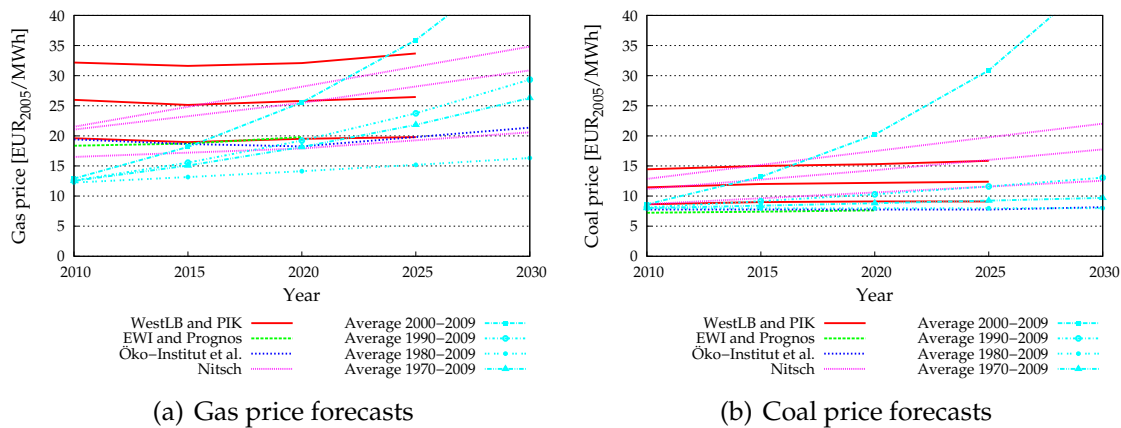 Gas price [EUR2005/MWh]
40
35
30
25
20
15
10
5
0
2010 2015 2020 2025 2030
Year
WestLB and PIK
EWI and Prognos
Öko−Institut et al.
Nitsch
Average 2000−2009
Average 1990−2009
Average 1980−2009
Average 1970−2009
(a) Gas price forecasts
Coal price [EUR2005/MWh]
40
35
30
25
20
15
10
5
0
2010 2015 2020 2025 2030
Year
WestLB and PIK
EWI and Prognos
Öko−Institut et al.
Nitsch
Average 2000−2009
Average 1990−2009
Average 1980−2009
Average 1970−2009
(b) Coal price forecasts